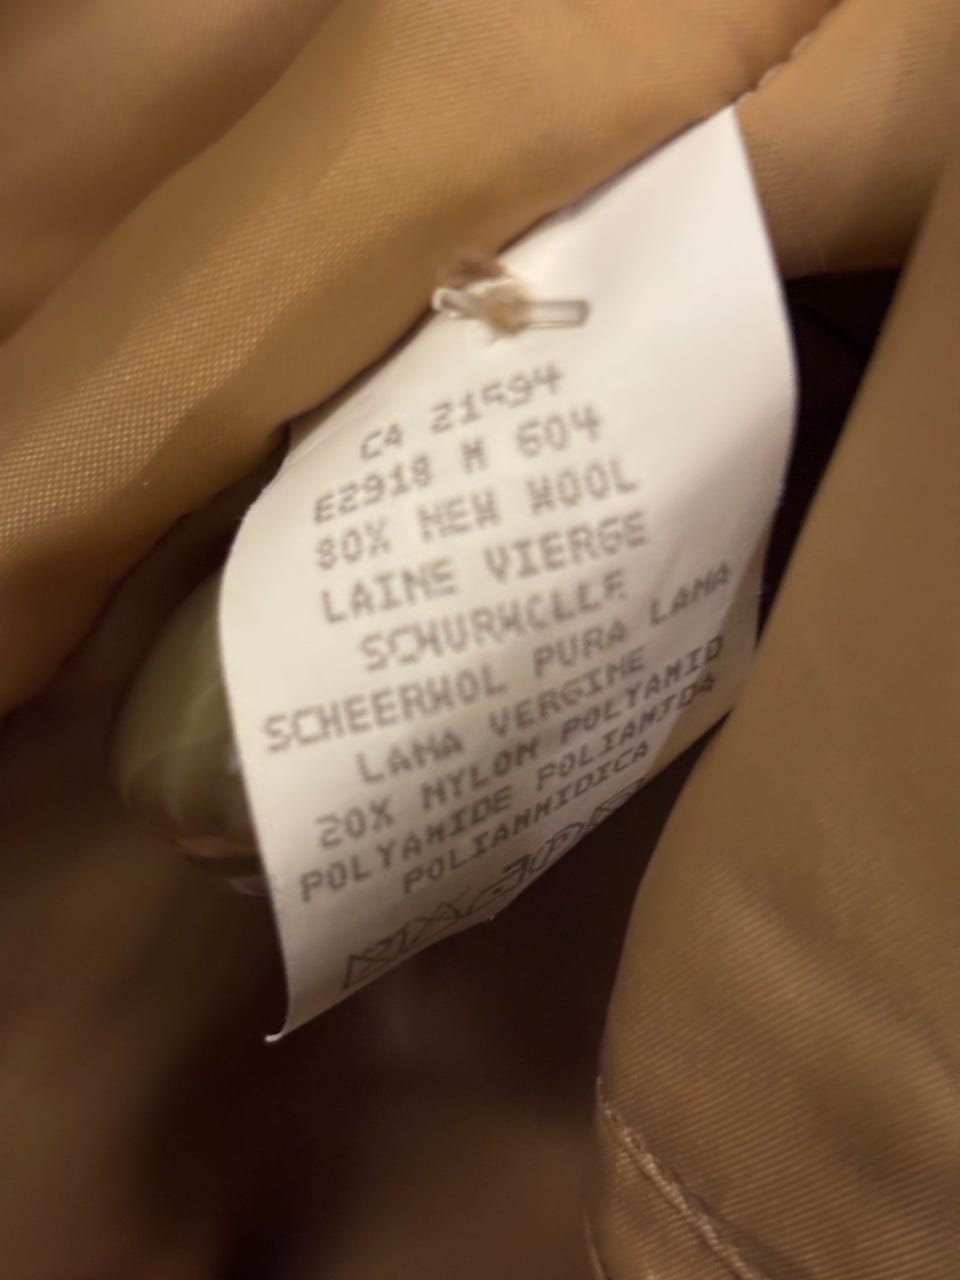 CA 21594
E2918 M 604
80% NEW WOOL
LAINE VIERGE
SCHURWOLLE
SCHEERWOL PURA LANA
LANA VERGINE
20% NYLON POLYAMID
POLYAMIDE POLIAMIDA
POLIAMMIDICA